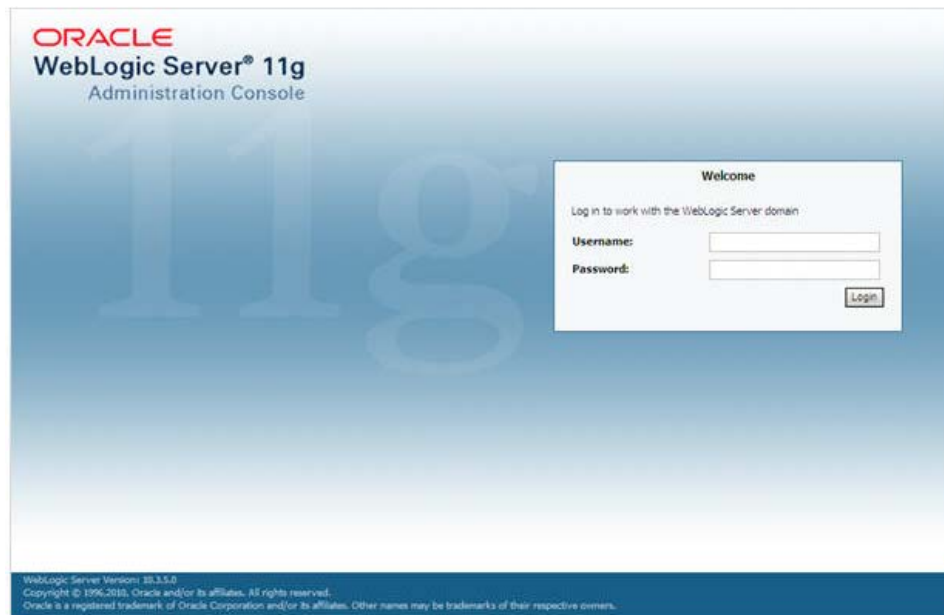 ORACLE
WebLogic Server® 11g
Administration Console
11g
Welcome
Log in to work with the WebLogic Server domain
Username:
Password:
Login
WebLogic Server Version: 10.3.5.0
Copyright © 1996,2010, Oracle and/or its affiliates. All rights reserved.
Oracle is a registered trademark of Oracle Corporation and/or its affiliates. Other names may be trademarks of their respective owners.